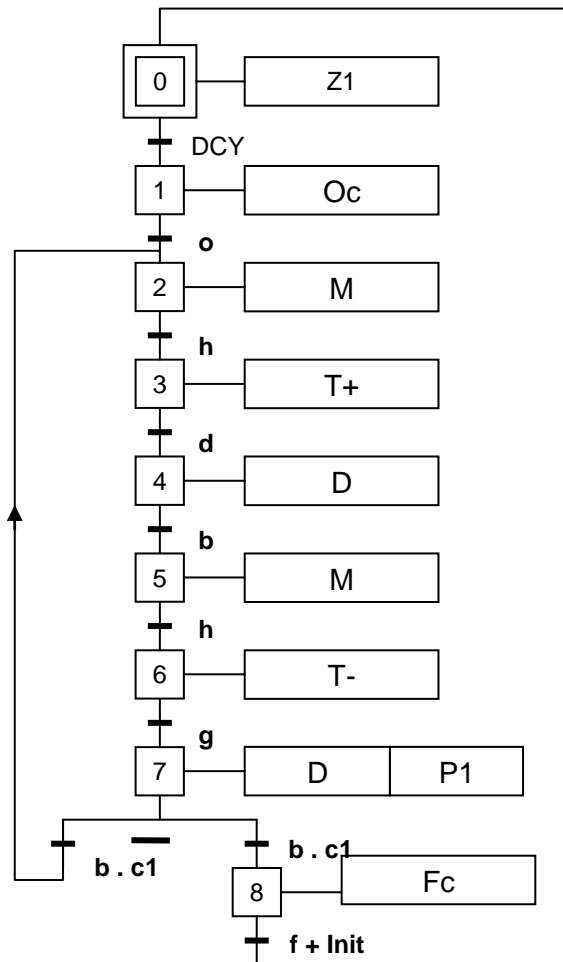 0 Z1
DCY
1 Oc
o
2 M
h
3 T+
d
4 D
b
5 M
h
6 T-
g
7 D P1
b . c1 b . c1
8 Fc
f + Init